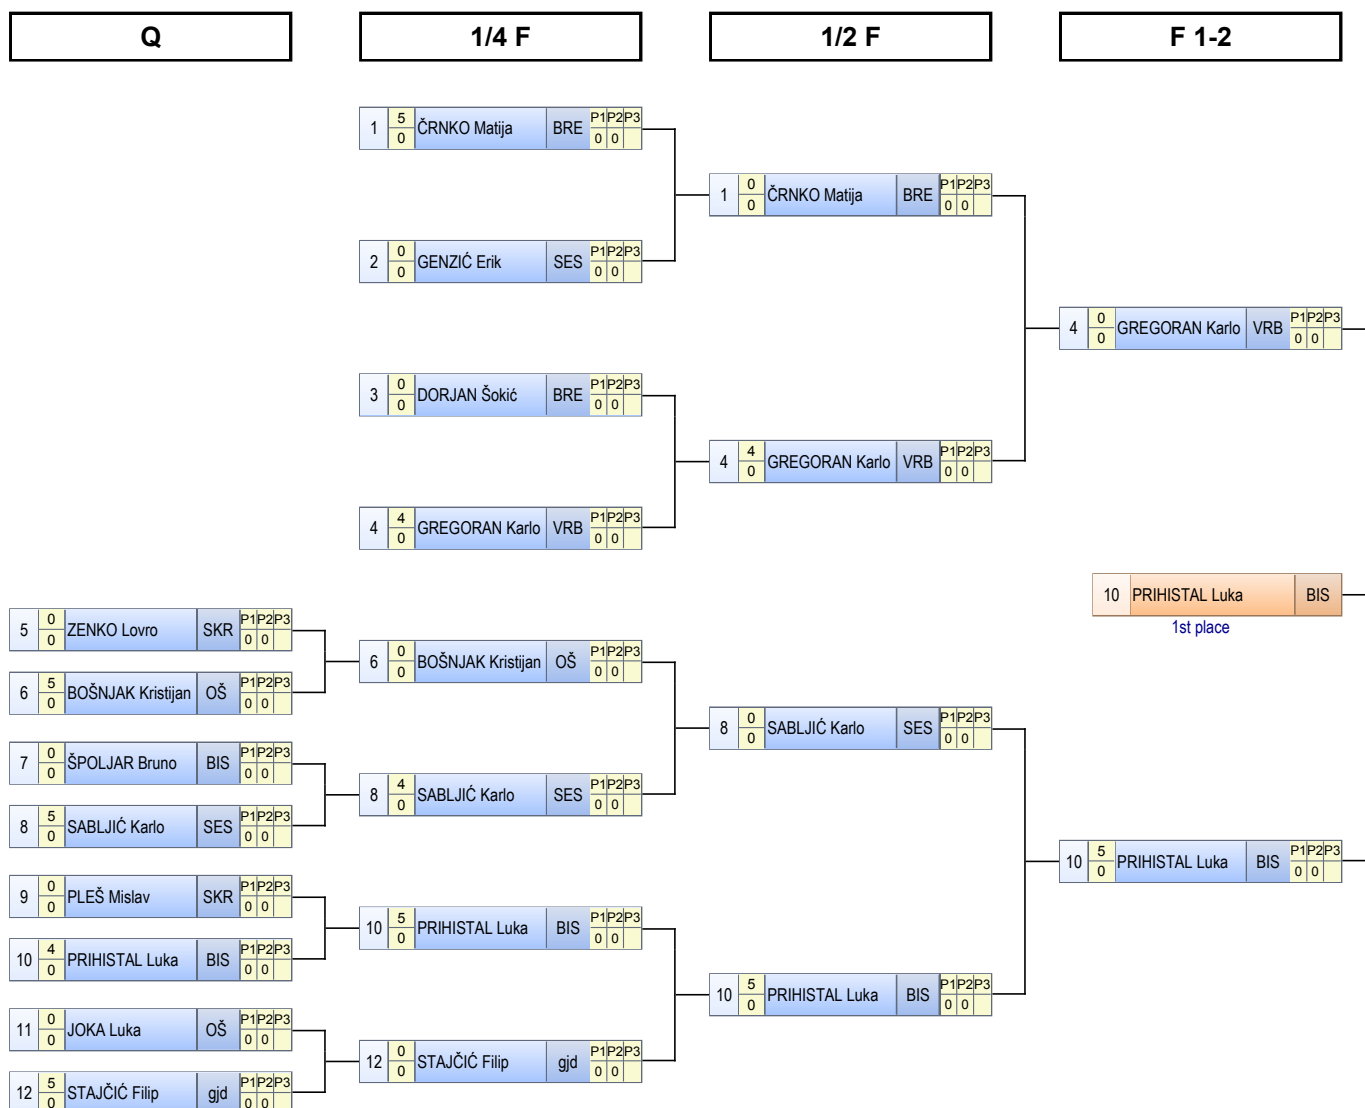 Q 1/4 F 1/2 F F 1-2
1 5 0 ČRNKO Matija BRE P1 P2 P3 0 0
1 0 0 ČRNKO Matija BRE P1 P2 P3 0 0
2 0 0 GENZIĆ Erik SES P1 P2 P3 0 0
4 0 0 GREGORAN Karlo VRB P1 P2 P3 0 0
3 0 0 DORJAN Šokić BRE P1 P2 P3 0 0
4 4 0 GREGORAN Karlo VRB P1 P2 P3 0 0
4 4 0 GREGORAN Karlo VRB P1 P2 P3 0 0
10 PRIHISTAL Luka BIS
1st place
5 0 0 ZENKO Lovro SKR P1 P2 P3 0 0
6 0 0 BOŠNJAK Kristijan OŠ P1 P2 P3 0 0
6 5 0 BOŠNJAK Kristijan OŠ P1 P2 P3 0 0
8 0 0 SABLJIĆ Karlo SES P1 P2 P3 0 0
7 0 0 ŠPOLJAR Bruno BIS P1 P2 P3 0 0
8 4 0 SABLJIĆ Karlo SES P1 P2 P3 0 0
8 5 0 SABLJIĆ Karlo SES P1 P2 P3 0 0
10 5 0 PRIHISTAL Luka BIS P1 P2 P3 0 0
9 0 0 PLEŠ Mislav SKR P1 P2 P3 0 0
10 5 0 PRIHISTAL Luka BIS P1 P2 P3 0 0
10 4 0 PRIHISTAL Luka BIS P1 P2 P3 0 0
10 5 0 PRIHISTAL Luka BIS P1 P2 P3 0 0
11 0 0 JOKA Luka OŠ P1 P2 P3 0 0
12 0 0 STAJČIĆ Filip gjd P1 P2 P3 0 0
12 5 0 STAJČIĆ Filip gjd P1 P2 P3 0 0